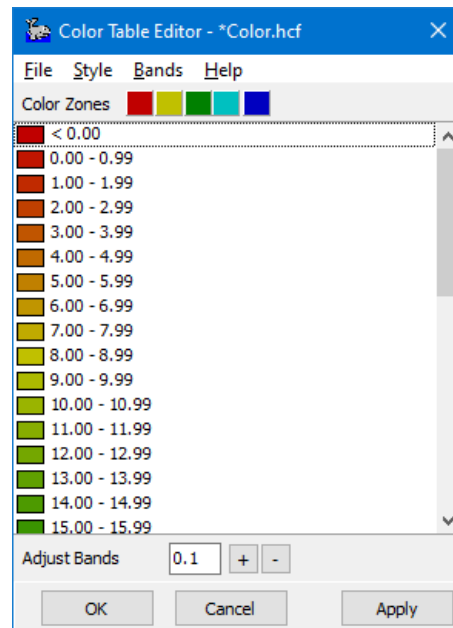 Color Table Editor - *Color.hcf
File Style Bands Help
Color Zones
< 0.00
0.00 - 0.99
1.00 - 1.99
2.00 - 2.99
3.00 - 3.99
4.00 - 4.99
5.00 - 5.99
6.00 - 6.99
7.00 - 7.99
8.00 - 8.99
9.00 - 9.99
10.00 - 10.99
11.00 - 11.99
12.00 - 12.99
13.00 - 13.99
14.00 - 14.99
15.00 - 15.99
Adjust Bands 0.1 + -
OK Cancel Apply